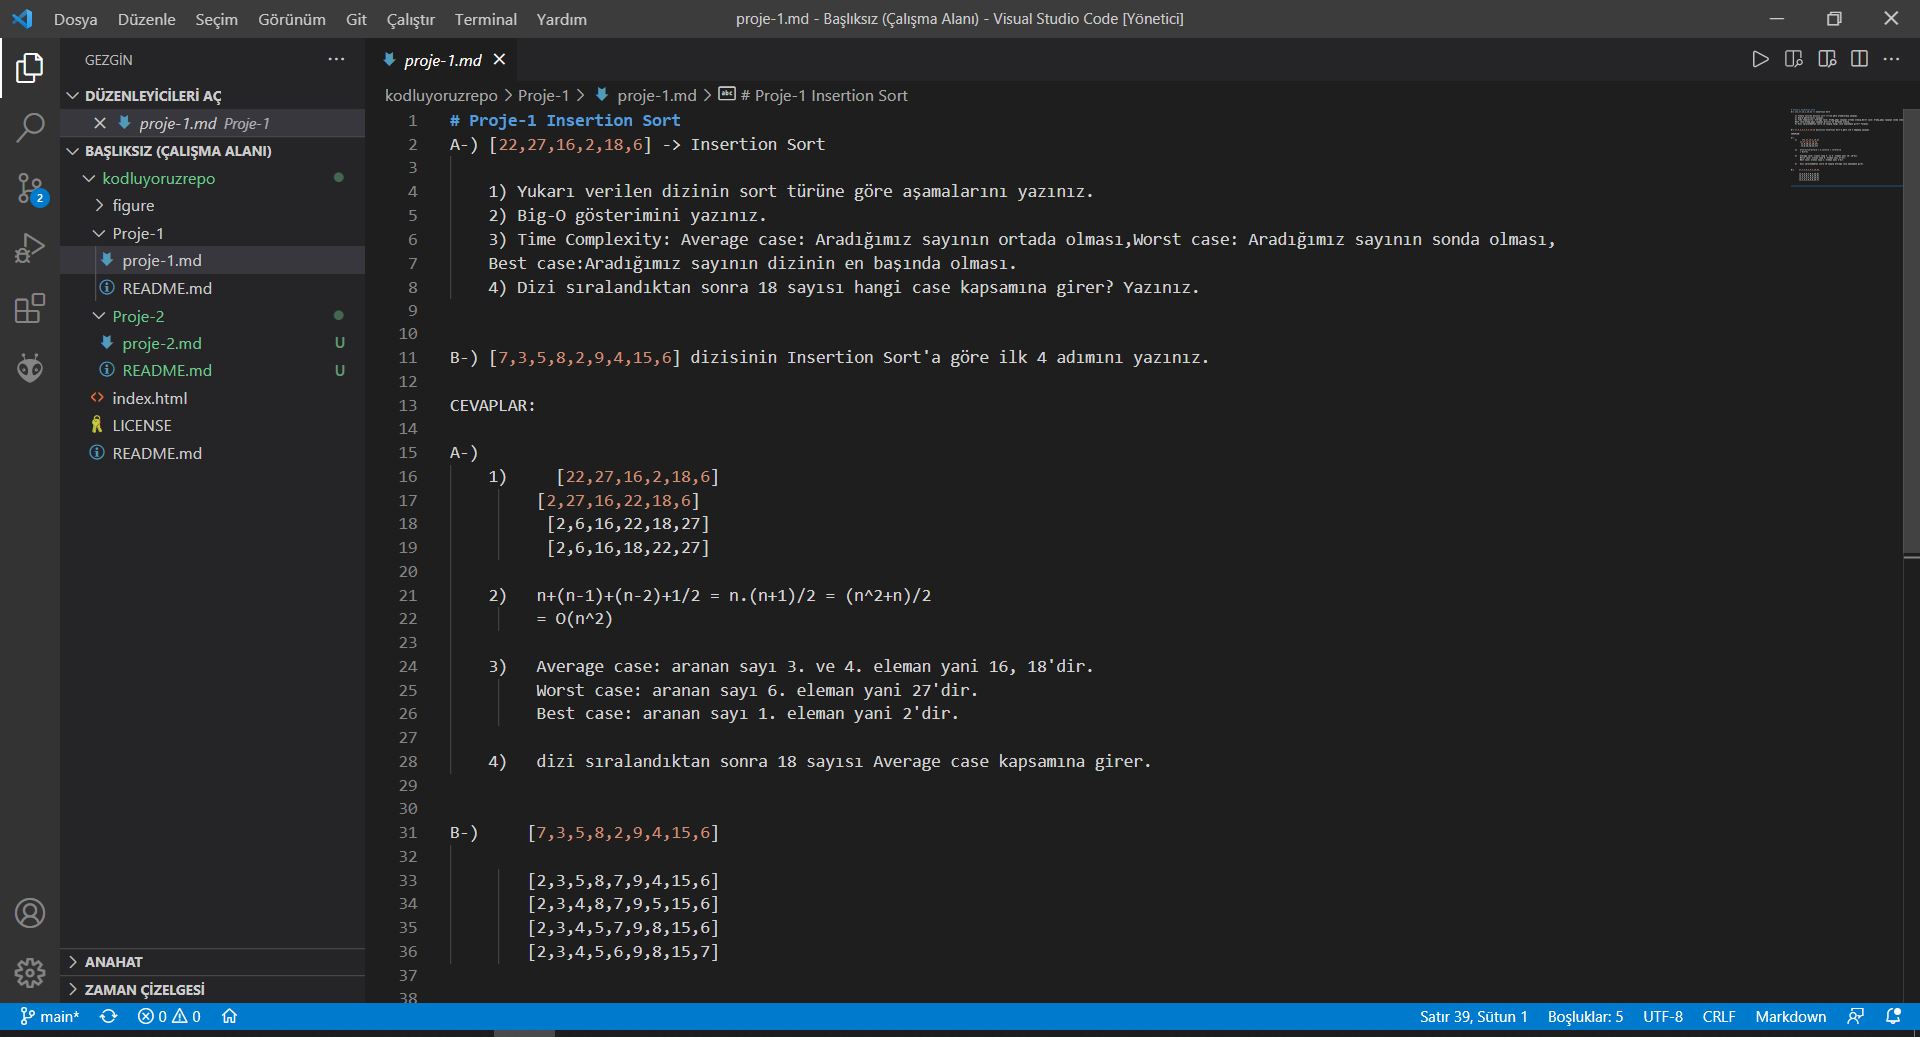 Dosya Düzenle Seçim Görünüm Git Çalıştır Terminal Yardım
proje-1.md - Başlıksız (Çalışma Alanı) - Visual Studio Code [Yönetici]
GEZGİN
DÜZENLEYİCİLERİ AÇ
proje-1.md Proje-1
BAŞLIKSIZ (ÇALIŞMA ALANI)
kodluyoruzrepo
figure
Proje-1
proje-1.md
README.md
Proje-2
proje-2.md U
README.md U
index.html
LICENSE
README.md
ANAHAT
ZAMAN ÇİZELGESİ
2
proje-1.md
kodluyoruzrepo > Proje-1 > proje-1.md > # Proje-1 Insertion Sort
1 # Proje-1 Insertion Sort
2 A-) [22,27,16,2,18,6] -> Insertion Sort
3
4 1) Yukarı verilen dizinin sort türüne göre aşamalarını yazınız.
5 2) Big-O gösterimini yazınız.
6 3) Time Complexity: Average case: Aradığımız sayının ortada olması,Worst case: Aradığımız sayının sonda olması,
7 Best case:Aradığımız sayının dizinin en başında olması.
8 4) Dizi sıralandıktan sonra 18 sayısı hangi case kapsamına girer? Yazınız.
9
10
11 B-) [7,3,5,8,2,9,4,15,6] dizisinin Insertion Sort'a göre ilk 4 adımını yazınız.
12
13 CEVAPLAR:
14
15 A-)
16 1) [22,27,16,2,18,6]
17 [2,27,16,22,18,6]
18 [2,6,16,22,18,27]
19 [2,6,16,18,22,27]
20
21 2) n+(n-1)+(n-2)+1/2 = n.(n+1)/2 = (n^2+n)/2
22 = O(n^2)
23
24 3) Average case: aranan sayı 3. ve 4. eleman yani 16, 18'dir.
25 Worst case: aranan sayı 6. eleman yani 27'dir.
26 Best case: aranan sayı 1. eleman yani 2'dir.
27
28 4) dizi sıralandıktan sonra 18 sayısı Average case kapsamına girer.
29
30
31 B-) [7,3,5,8,2,9,4,15,6]
32
33 [2,3,5,8,7,9,4,15,6]
34 [2,3,4,8,7,9,5,15,6]
35 [2,3,4,5,7,9,8,15,6]
36 [2,3,4,5,6,9,8,15,7]
37
38
main* 0 0
Satır 39, Sütun 1 Boşluklar: 5 UTF-8 CRLF Markdown